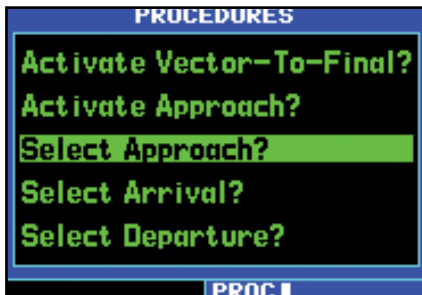 PROCEDURES
Activate Vector-To-Final?
Activate Approach?
Select Approach?
Select Arrival?
Select Departure?
PROC